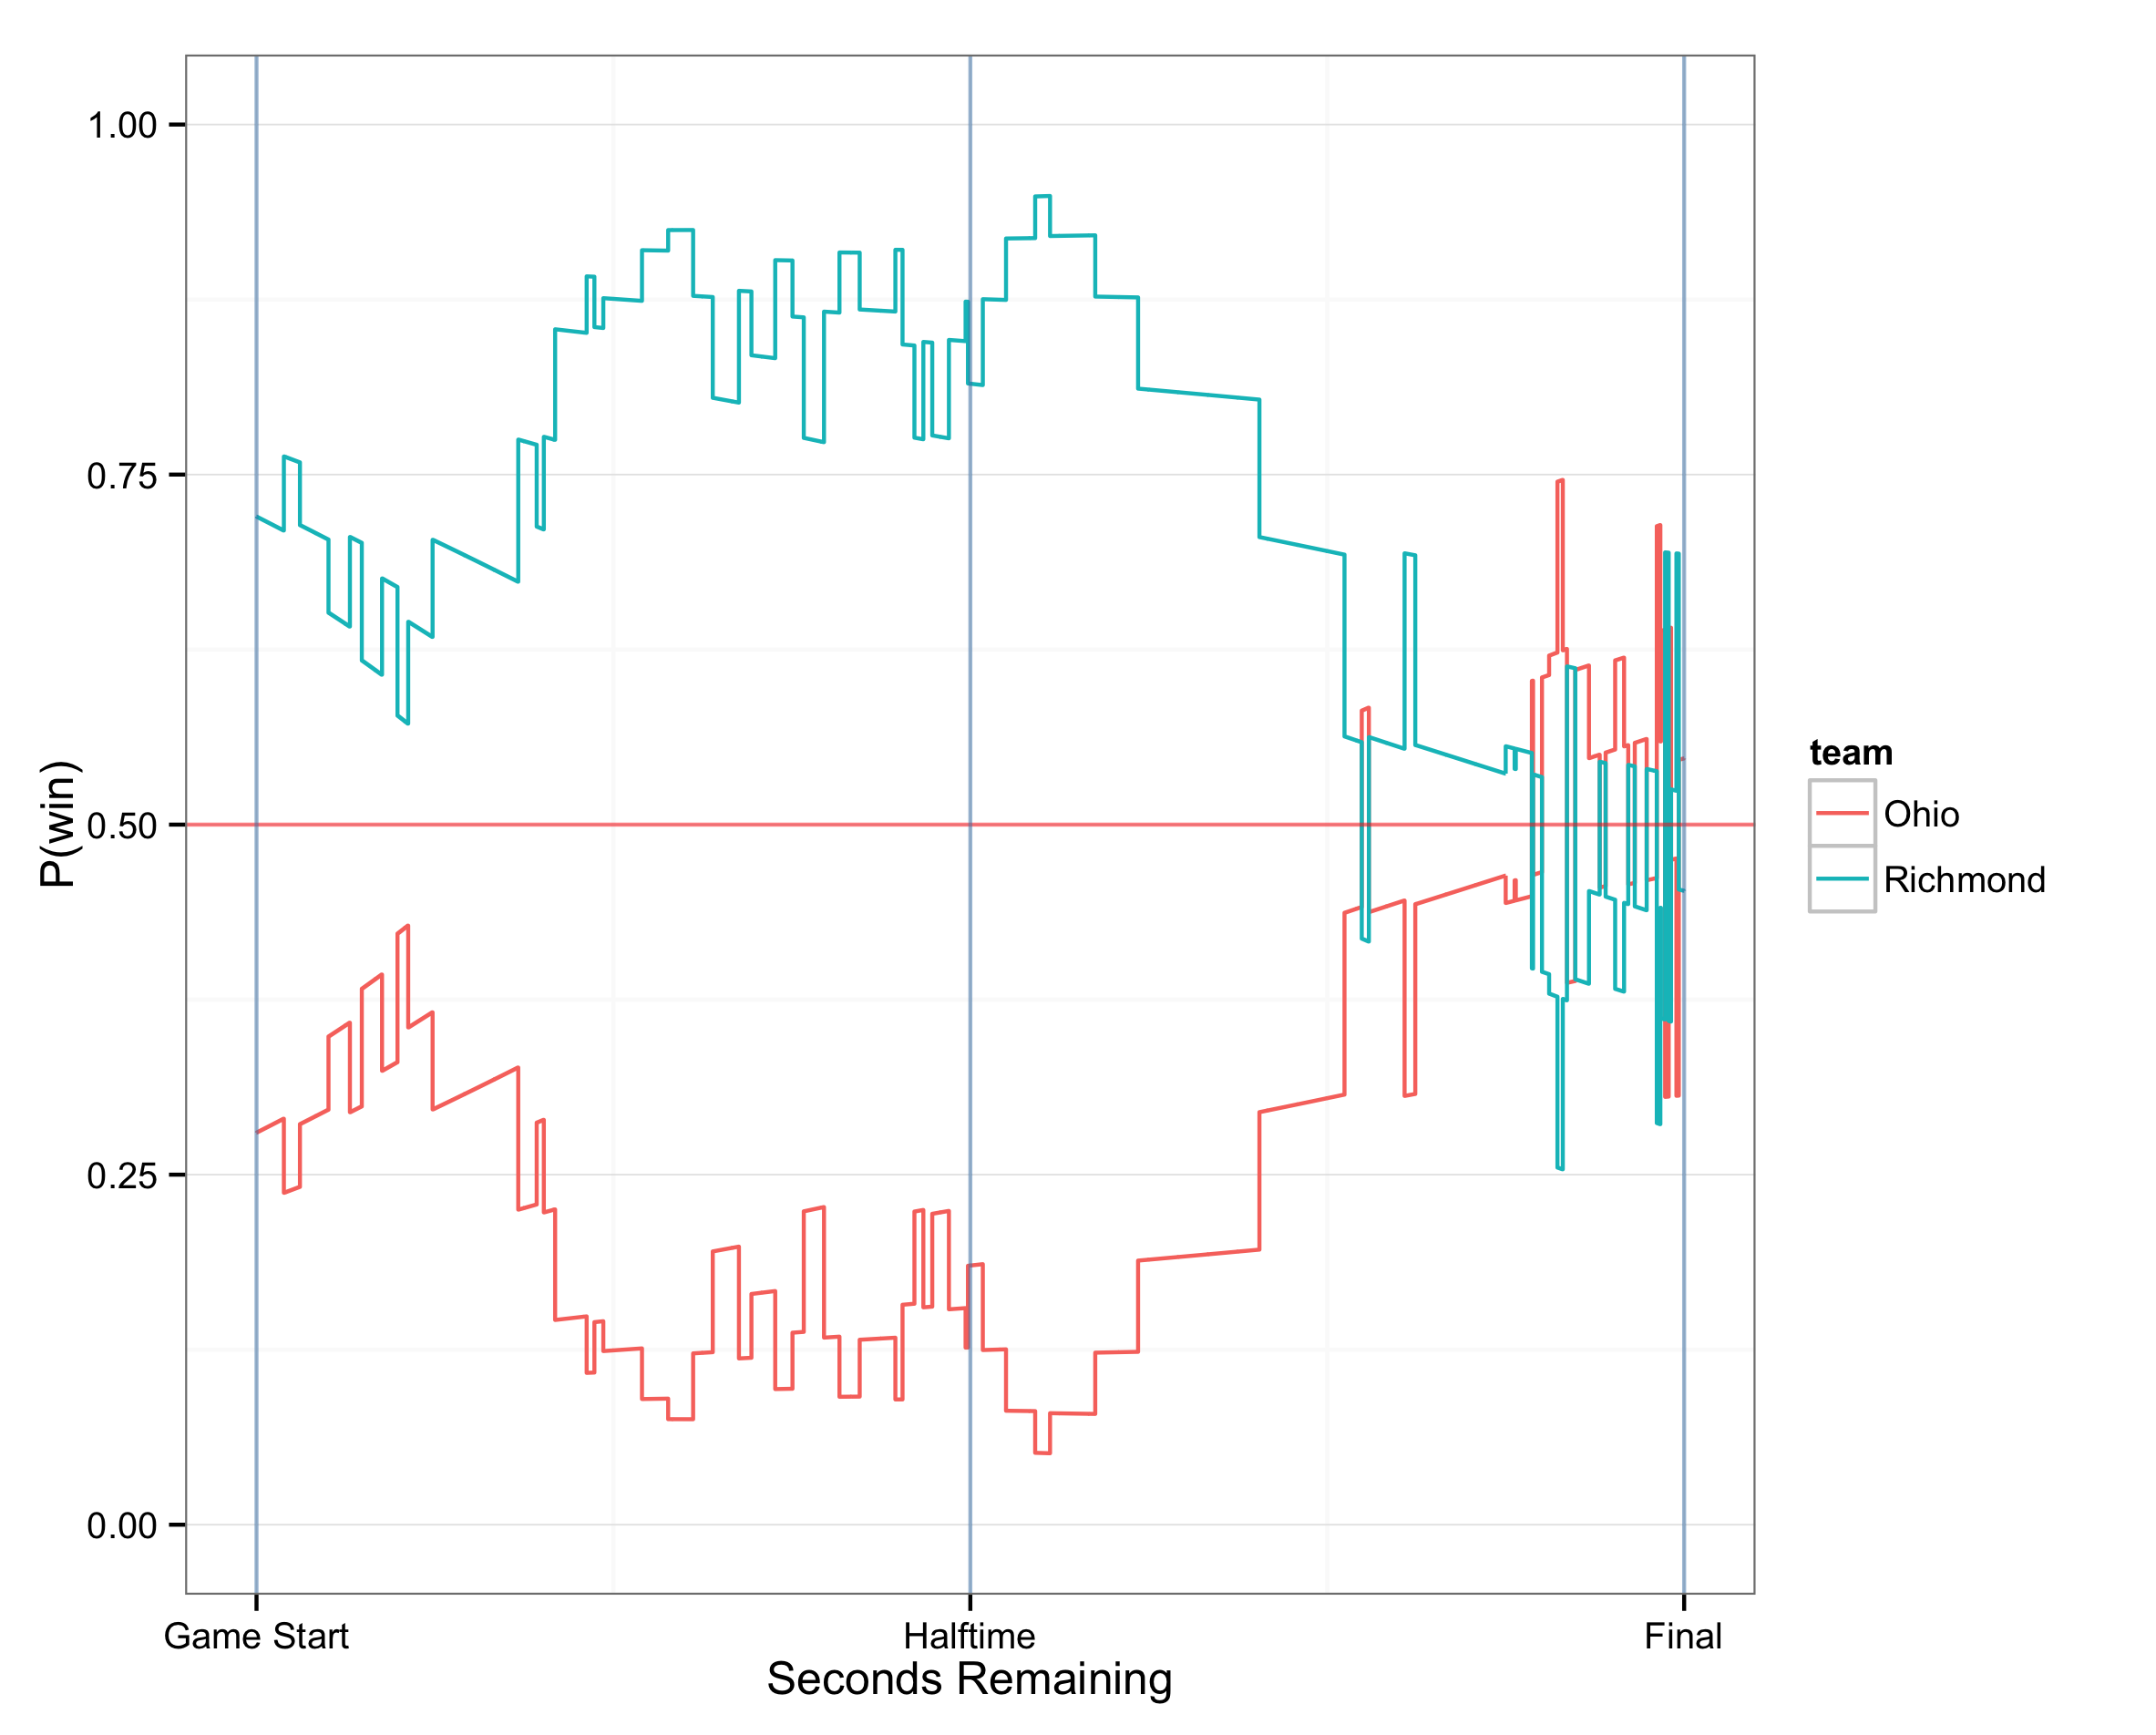 1.00
0.75
0.50
0.25
0.00
P(win)
Game Start
Halftime
Final
Seconds Remaining
team
Ohio
Richmond